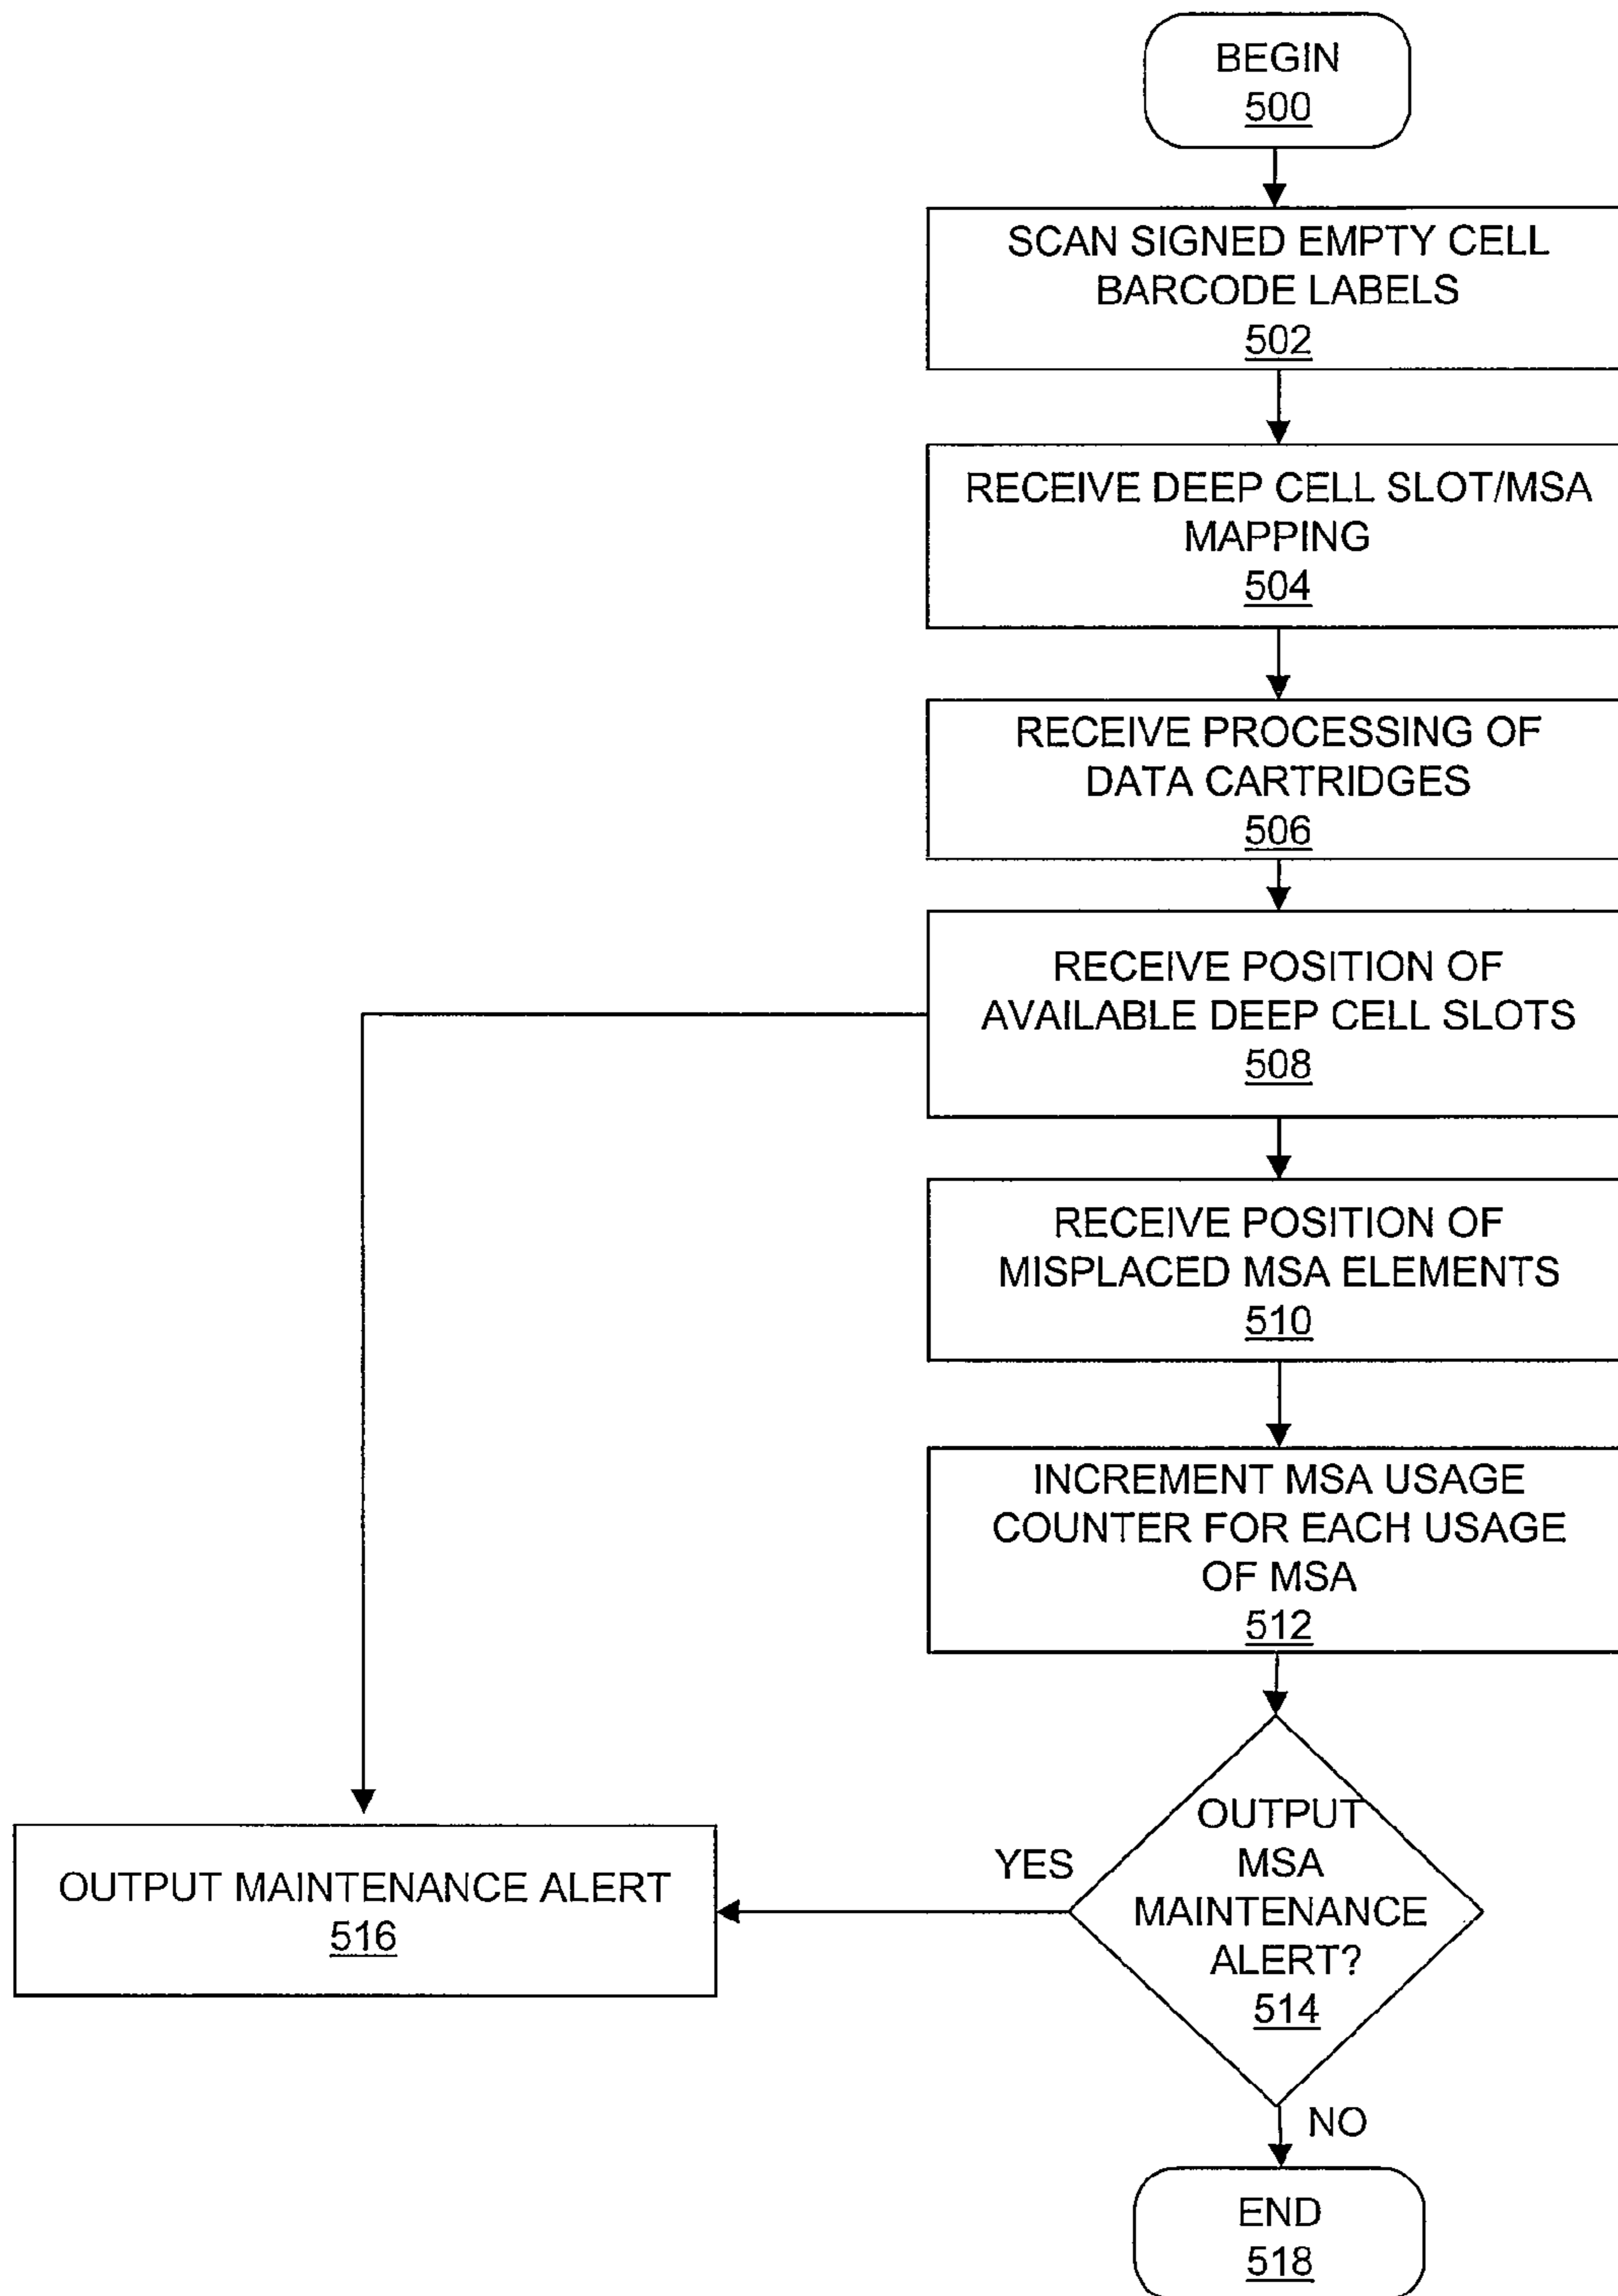 BEGIN
500
SCAN SIGNED EMPTY CELL
BARCODE LABELS
502
RECEIVE DEEP CELL SLOT/MSA
MAPPING
504
RECEIVE PROCESSING OF
DATA CARTRIDGES
506
RECEIVE POSITION OF
AVAILABLE DEEP CELL SLOTS
508
RECEIVE POSITION OF
MISPLACED MSA ELEMENTS
510
INCREMENT MSA USAGE
COUNTER FOR EACH USAGE
OF MSA
512
OUTPUT
MSA
MAINTENANCE
ALERT?
514
YES
OUTPUT MAINTENANCE ALERT
516
NO
END
518